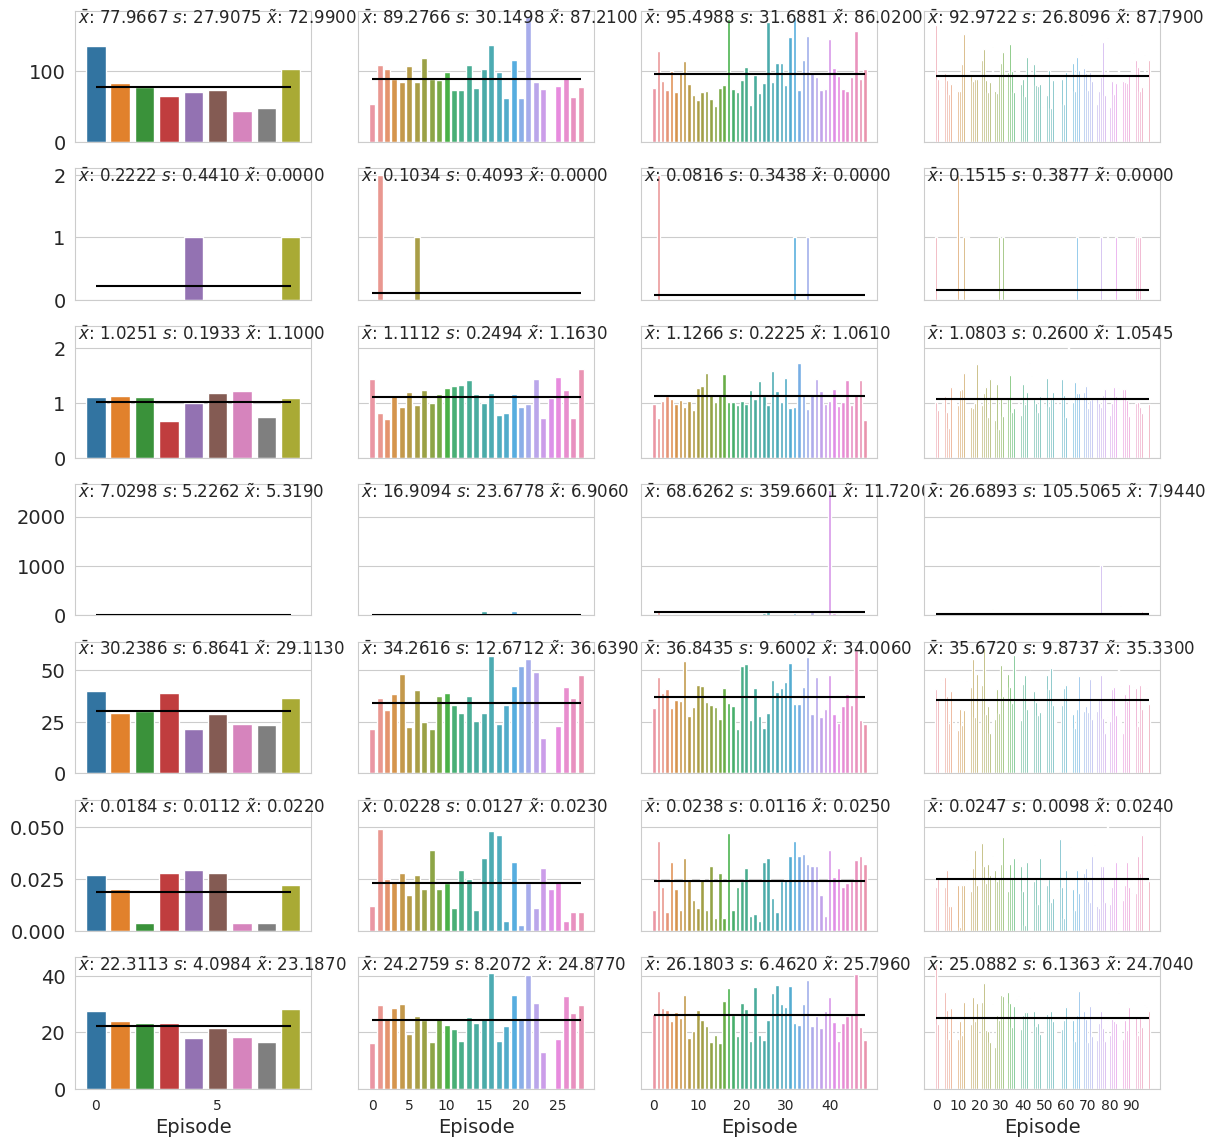 x̄: 77.9667 s: 27.9075 x̃: 72.9900
x̄: 89.2766 s: 30.1498 x̃: 87.2100
x̄: 95.4988 s: 31.6881 x̃: 86.0200
x̄: 92.9722 s: 26.8096 x̃: 87.7900
100
0
x̄: 0.2222 s: 0.4410 x̃: 0.0000
x̄: 0.1034 s: 0.4093 x̃: 0.0000
x̄: 0.0816 s: 0.3438 x̃: 0.0000
x̄: 0.1515 s: 0.3877 x̃: 0.0000
2
1
0
x̄: 1.0251 s: 0.1933 x̃: 1.1000
x̄: 1.1112 s: 0.2494 x̃: 1.1630
x̄: 1.1266 s: 0.2225 x̃: 1.0610
x̄: 1.0803 s: 0.2600 x̃: 1.0545
2
1
0
x̄: 7.0298 s: 5.2262 x̃: 5.3190
x̄: 16.9094 s: 23.6778 x̃: 6.9060
x̄: 68.6262 s: 359.6601 x̃: 11.7200
x̄: 26.6893 s: 105.5065 x̃: 7.9440
2000
1000
0
x̄: 30.2386 s: 6.8641 x̃: 29.1130
x̄: 34.2616 s: 12.6712 x̃: 36.6390
x̄: 36.8435 s: 9.6002 x̃: 34.0060
x̄: 35.6720 s: 9.8737 x̃: 35.3300
50
25
0
x̄: 0.0184 s: 0.0112 x̃: 0.0220
x̄: 0.0228 s: 0.0127 x̃: 0.0230
x̄: 0.0238 s: 0.0116 x̃: 0.0250
x̄: 0.0247 s: 0.0098 x̃: 0.0240
0.050
0.025
0.000
x̄: 22.3113 s: 4.0984 x̃: 23.1870
x̄: 24.2759 s: 8.2072 x̃: 24.8770
x̄: 26.1803 s: 6.4620 x̃: 25.7960
x̄: 25.0882 s: 6.1363 x̃: 24.7040
40
20
0
0 5
0 5 10 15 20 25
0 10 20 30 40
0 10 20 30 40 50 60 70 80 90
Episode
Episode
Episode
Episode